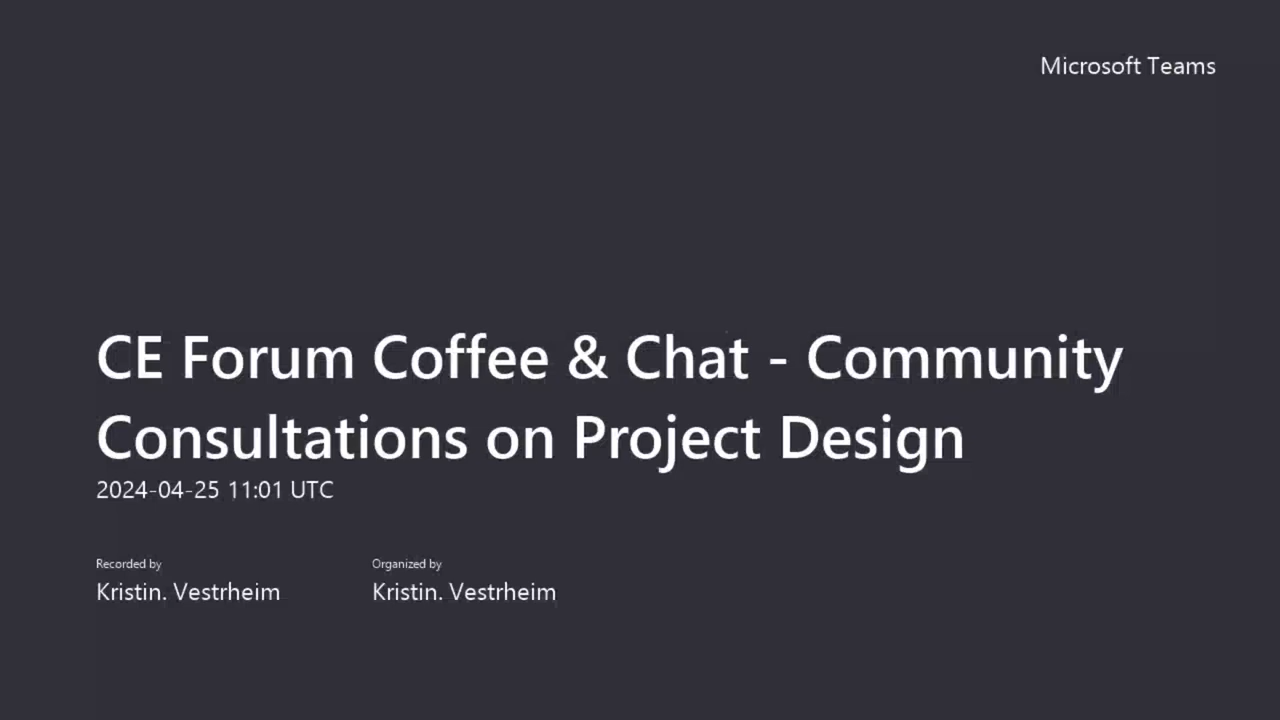 Microsoft Teams
CE Forum Coffee & Chat - Community
Consultations on Project Design
2024-04-25 11:01 UTC
Recorded by
Kristin. Vestrheim
Organized by
Kristin. Vestrheim